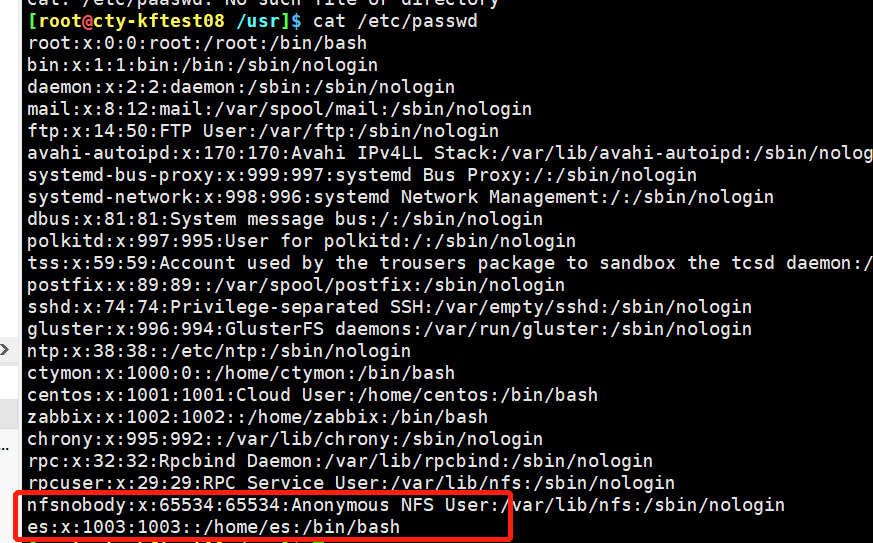 cat: /etc/paaswd: No such file or directory
[root@cty-kftest08 /usr]$ cat /etc/passwd
root:x:0:0:root:/root:/bin/bash
bin:x:1:1:bin:/bin:/sbin/nologin
daemon:x:2:2:daemon:/sbin:/sbin/nologin
mail:x:8:12:mail:/var/spool/mail:/sbin/nologin
ftp:x:14:50:FTP User:/var/ftp:/sbin/nologin
avahi-autoipd:x:170:170:Avahi IPv4LL Stack:/var/lib/avahi-autoipd:/sbin/nolog
systemd-bus-proxy:x:999:997:systemd Bus Proxy:/:/sbin/nologin
systemd-network:x:998:996:systemd Network Management:/:/sbin/nologin
dbus:x:81:81:System message bus:/:/sbin/nologin
polkitd:x:997:995:User for polkitd:/:/sbin/nologin
tss:x:59:59:Account used by the trousers package to sandbox the tcsd daemon:/
postfix:x:89:89::/var/spool/postfix:/sbin/nologin
sshd:x:74:74:Privilege-separated SSH:/var/empty/sshd:/sbin/nologin
gluster:x:996:994:GlusterFS daemons:/var/run/gluster:/sbin/nologin
ntp:x:38:38::/etc/ntp:/sbin/nologin
ctymon:x:1000:0::/home/ctymon:/bin/bash
centos:x:1001:1001:Cloud User:/home/centos:/bin/bash
zabbix:x:1002:1002::/home/zabbix:/bin/bash
chrony:x:995:992::/var/lib/chrony:/sbin/nologin
rpc:x:32:32:Rpcbind Daemon:/var/lib/rpcbind:/sbin/nologin
rpcuser:x:29:29:RPC Service User:/var/lib/nfs:/sbin/nologin
nfsnobody:x:65534:65534:Anonymous NFS User:/var/lib/nfs:/sbin/nologin
es:x:1003:1003::/home/es:/bin/bash